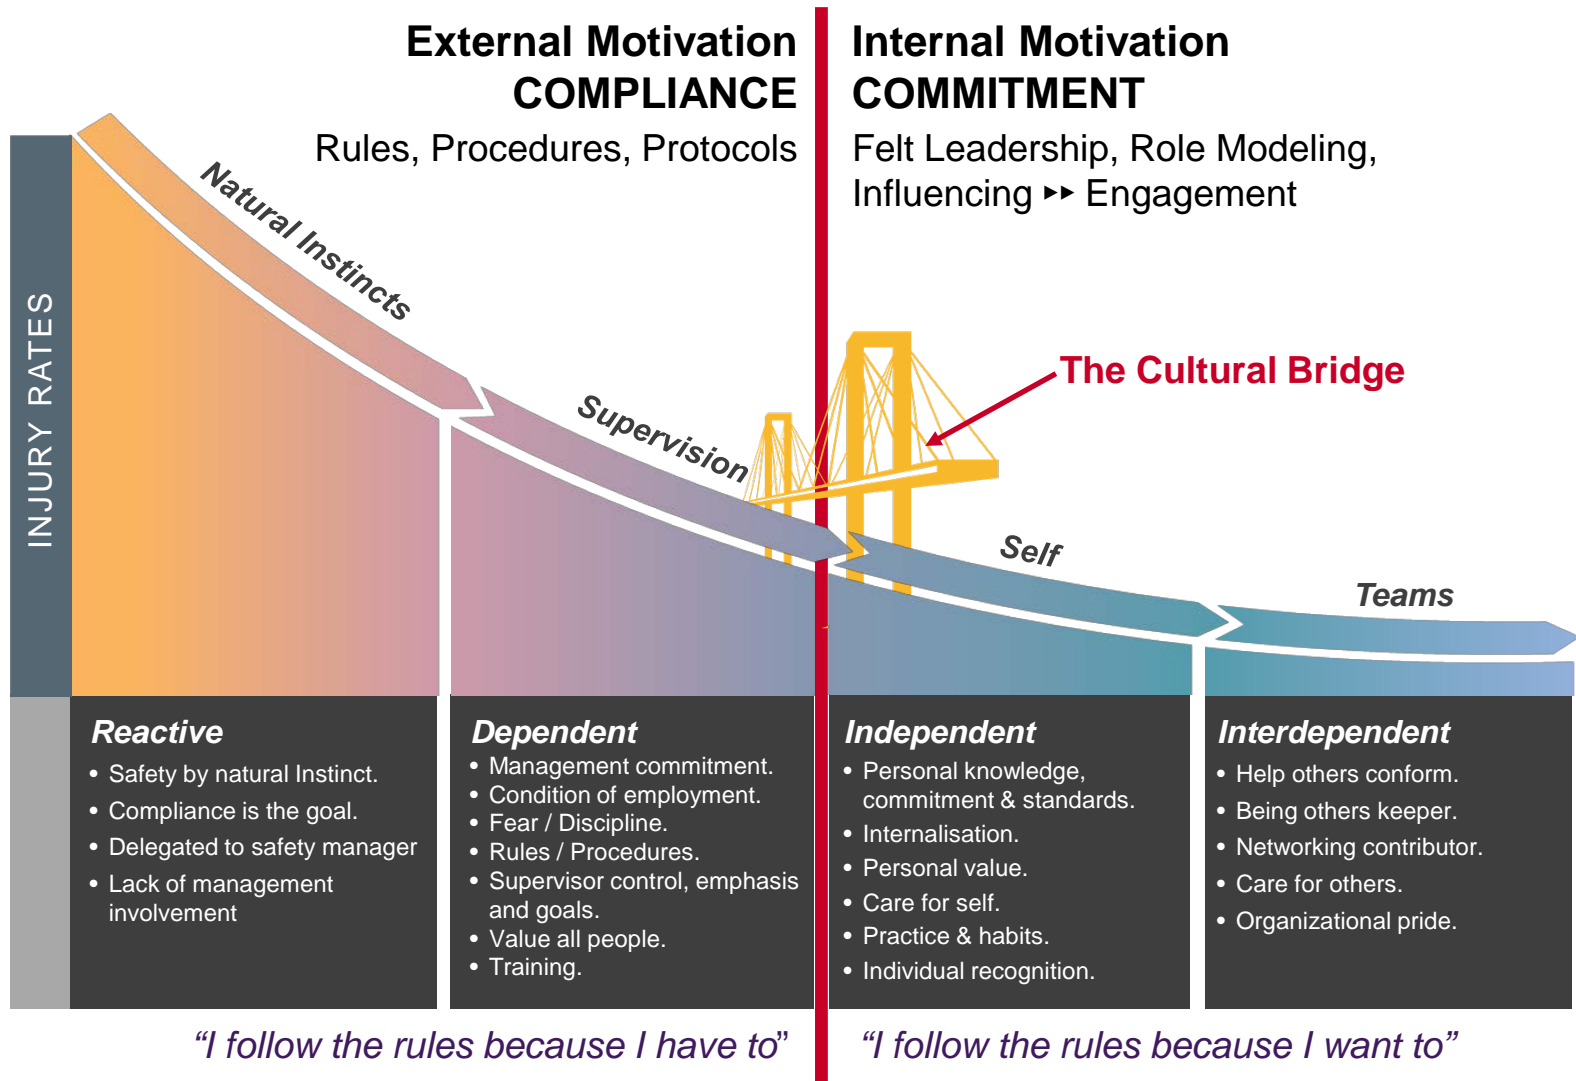 External Motivation
COMPLIANCE
Rules, Procedures, Protocols
Internal Motivation
COMMITMENT
Felt Leadership, Role Modeling,
Influencing ▸▸ Engagement
INJURY RATES
Natural Instincts
Supervision
The Cultural Bridge
Self
Teams
Reactive
• Safety by natural Instinct.
• Compliance is the goal.
• Delegated to safety manager
• Lack of management
involvement
Dependent
• Management commitment.
• Condition of employment.
• Fear / Discipline.
• Rules / Procedures.
• Supervisor control, emphasis
and goals.
• Value all people.
• Training.
Independent
• Personal knowledge,
commitment & standards.
• Internalisation.
• Personal value.
• Care for self.
• Practice & habits.
• Individual recognition.
Interdependent
• Help others conform.
• Being others keeper.
• Networking contributor.
• Care for others.
• Organizational pride.
“I follow the rules because I have to”
“I follow the rules because I want to”